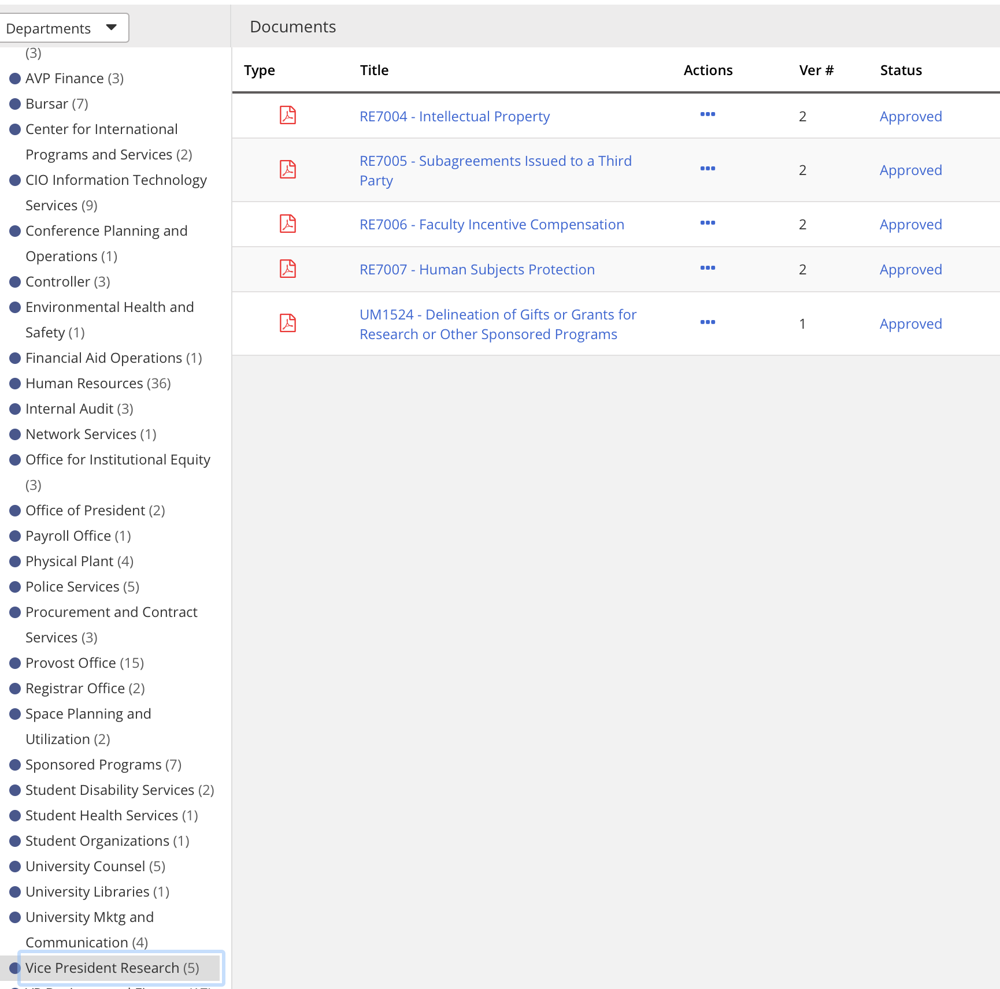 Departments
(3)
AVP Finance (3)
Bursar (7)
Center for International
Programs and Services (2)
CIO Information Technology
Services (9)
Conference Planning and
Operations (1)
Controller (3)
Environmental Health and
Safety (1)
Financial Aid Operations (1)
Human Resources (36)
Internal Audit (3)
Network Services (1)
Office for Institutional Equity
(3)
Office of President (2)
Payroll Office (1)
Physical Plant (4)
Police Services (5)
Procurement and Contract
Services (3)
Provost Office (15)
Registrar Office (2)
Space Planning and
Utilization (2)
Sponsored Programs (7)
Student Disability Services (2)
Student Health Services (1)
Student Organizations (1)
University Counsel (5)
University Libraries (1)
University Mktg and
Communication (4)
Vice President Research (5)
Documents
Type Title Actions Ver # Status
RE7004 - Intellectual Property 2 Approved
RE7005 - Subagreements Issued to a Third
Party 2 Approved
RE7006 - Faculty Incentive Compensation 2 Approved
RE7007 - Human Subjects Protection 2 Approved
UM1524 - Delineation of Gifts or Grants for
Research or Other Sponsored Programs 1 Approved